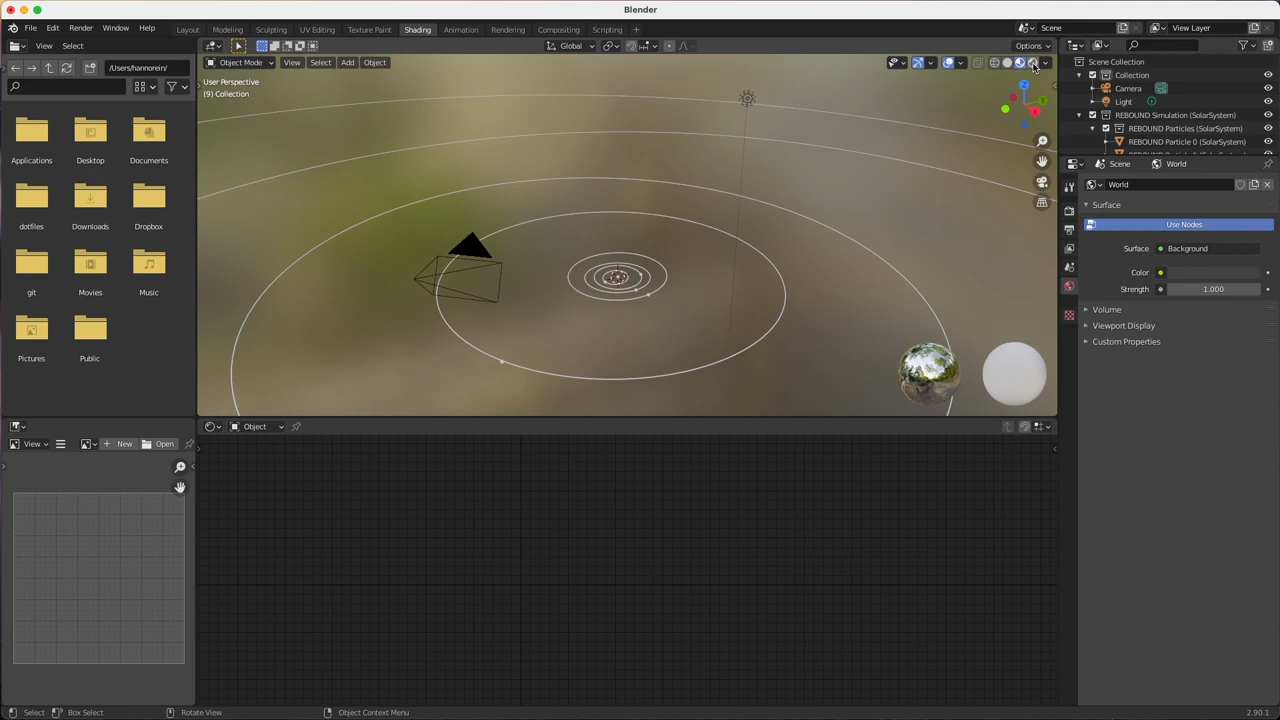 Blender
File Edit Render Window Help
Layout Modeling Sculpting UV Editing Texture Paint Shading Animation Rendering Compositing Scripting +
Scene
View Layer
View Select
Global
Options
/Users/hannorein/
Object Mode View Select Add Object
User Perspective
(9) Collection
Applications Desktop Documents
dotfiles Downloads Dropbox
git Movies Music
Pictures Public
Scene Collection
Collection
Camera
Light
REBOUND Simulation (SolarSystem)
REBOUND Particles (SolarSystem)
REBOUND Particle 0 (SolarSystem)
Scene World
World
Surface
Use Nodes
Surface Background
Color
Strength 1.000
Volume
Viewport Display
Custom Properties
Z
Y
X
View New Open
Object
Select Box Select Rotate View Object Context Menu 2.90.1